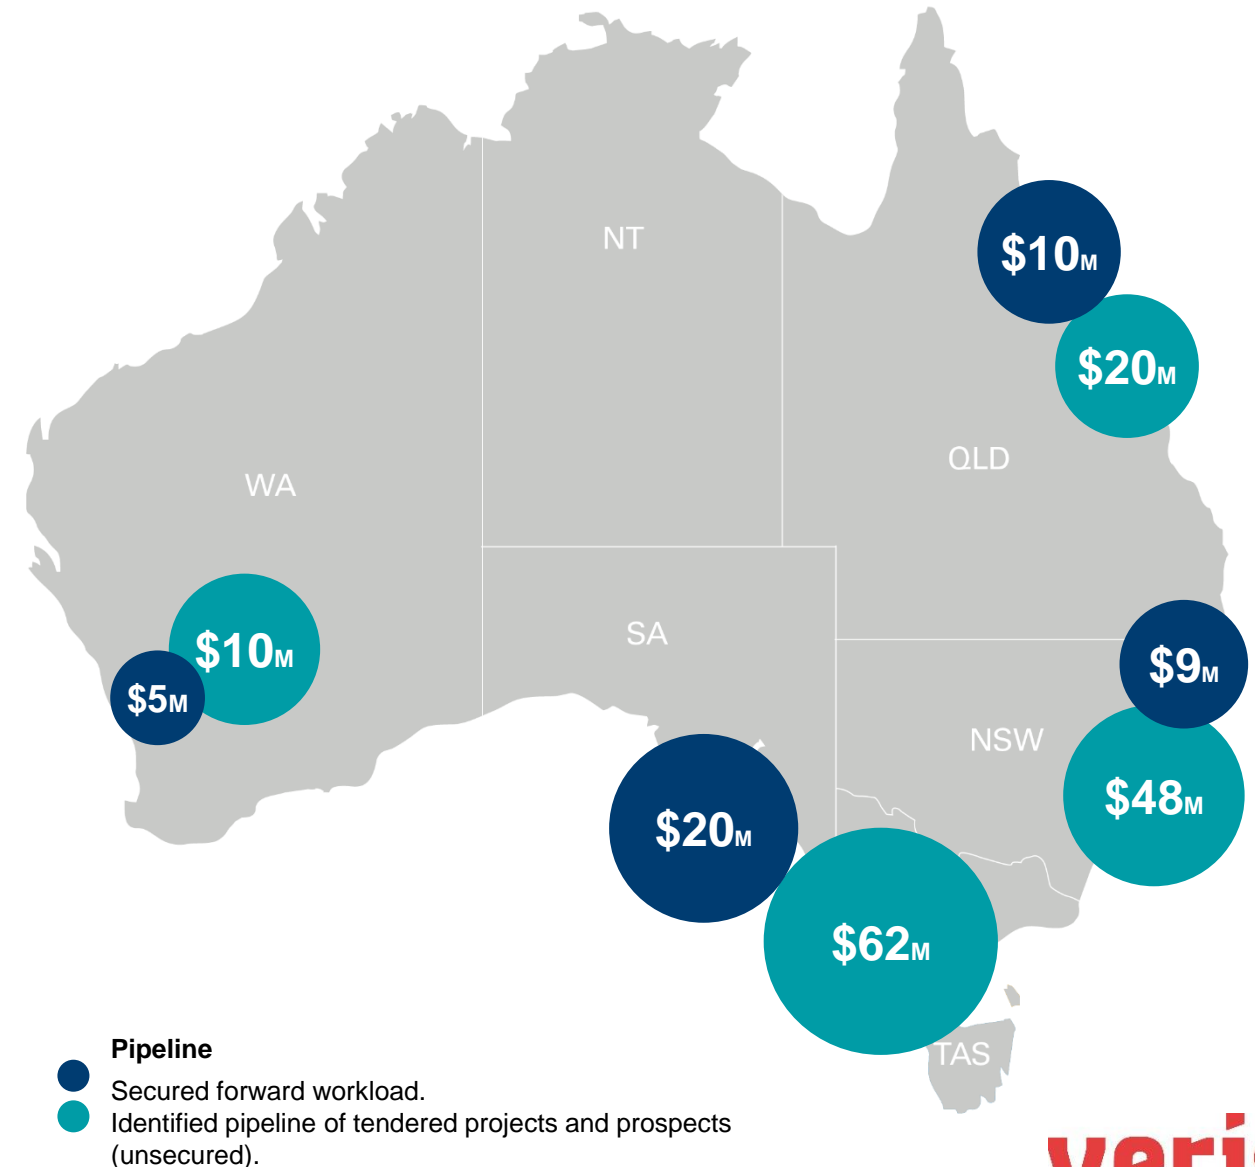 NT
$10M
$20M
QLD
WA
SA
$10M
$5M
$9M
NSW
$48M
$20M
$62M
TAS
Pipeline
Secured forward workload.
Identified pipeline of tendered projects and prospects
(unsecured).